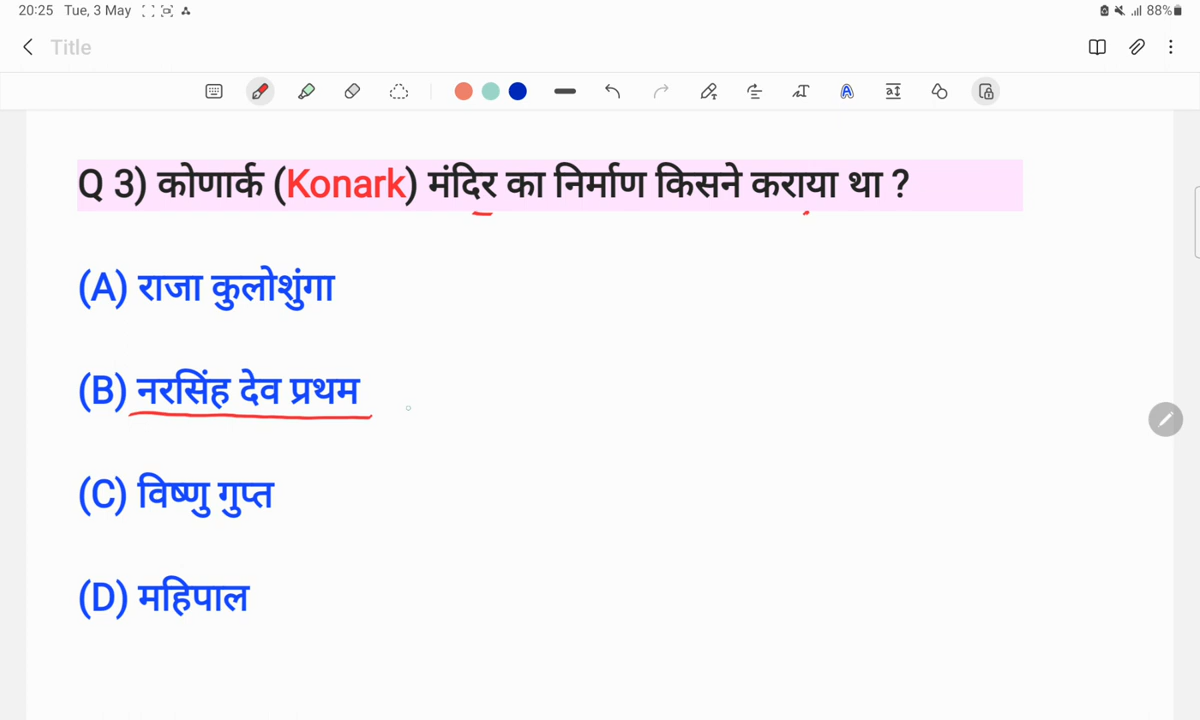 20:25 Tue, 3 May 88%
Title
Q 3) कोणार्क (Konark) मंदिर का निर्माण किसने कराया था ?
(A) राजा कुलोशुंगा
(B) नरसिंह देव प्रथम
(C) विष्णु गुप्त
(D) महिपाल